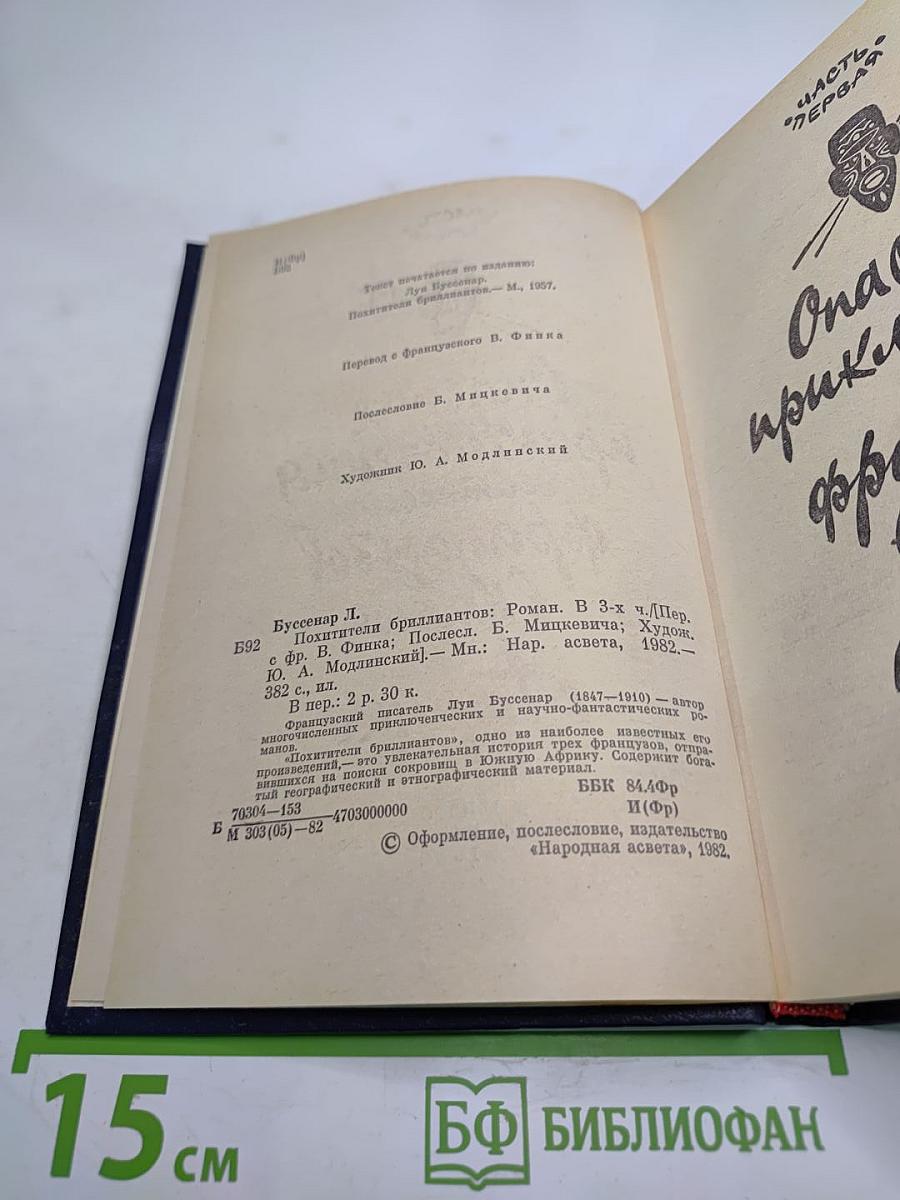 И(Фр)
Б92
Текст печатается по изданию:
Луи Буссенар.
Похитители бриллиантов.— М., 1957.
Перевод с французского В. Финка
Послесловие Б. Мицкевича
Художник Ю. А. Модлинский
Буссенар Л.
Б92 Похитители бриллиантов: Роман. В 3-х ч./[Пер.
с фр. В. Финка; Послесл. Б. Мицкевича; Худож.
Ю. А. Модлинский].— Мн.: Нар. асвета, 1982.—
382 с., ил.
В пер.: 2 р. 30 к.
Французский писатель Луи Буссенар (1847—1910) — автор
многочисленных приключенческих и научно-фантастических ро-
манов.
«Похитители бриллиантов», одно из наиболее известных его
произведений,— это увлекательная история трех французов, отпра-
вившихся на поиски сокровищ в Южную Африку. Содержит бога-
тый географический и этнографический материал.
Б 70304—153
М 303(05)—82 —4703000000
ББК 84.4Фр
И(Фр)
© Оформление, послесловие, издательство
«Народная асвета», 1982.
ЧАСТЬ
ПЕРВАЯ
Опас
прикл
фра
15 см
БФ БИБЛИОФАН